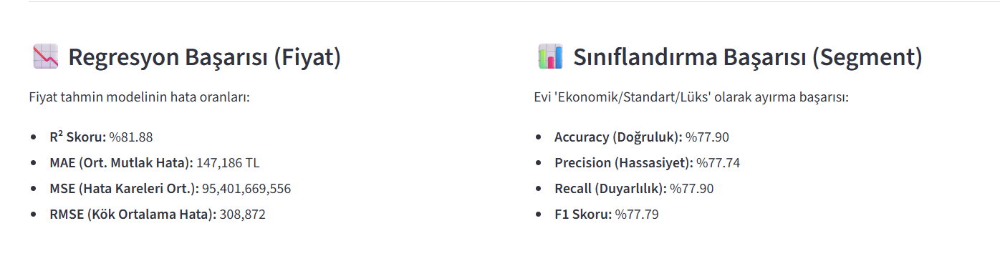 Regresyon Başarısı (Fiyat)
Fiyat tahmin modelinin hata oranları:
R² Skoru: %81.88
MAE (Ort. Mutlak Hata): 147,186 TL
MSE (Hata Kareleri Ort.): 95,401,669,556
RMSE (Kök Ortalama Hata): 308,872
Sınıflandırma Başarısı (Segment)
Evi 'Ekonomik/Standart/Lüks' olarak ayırma başarısı:
Accuracy (Doğruluk): %77.90
Precision (Hassasiyet): %77.74
Recall (Duyarlılık): %77.90
F1 Skoru: %77.79